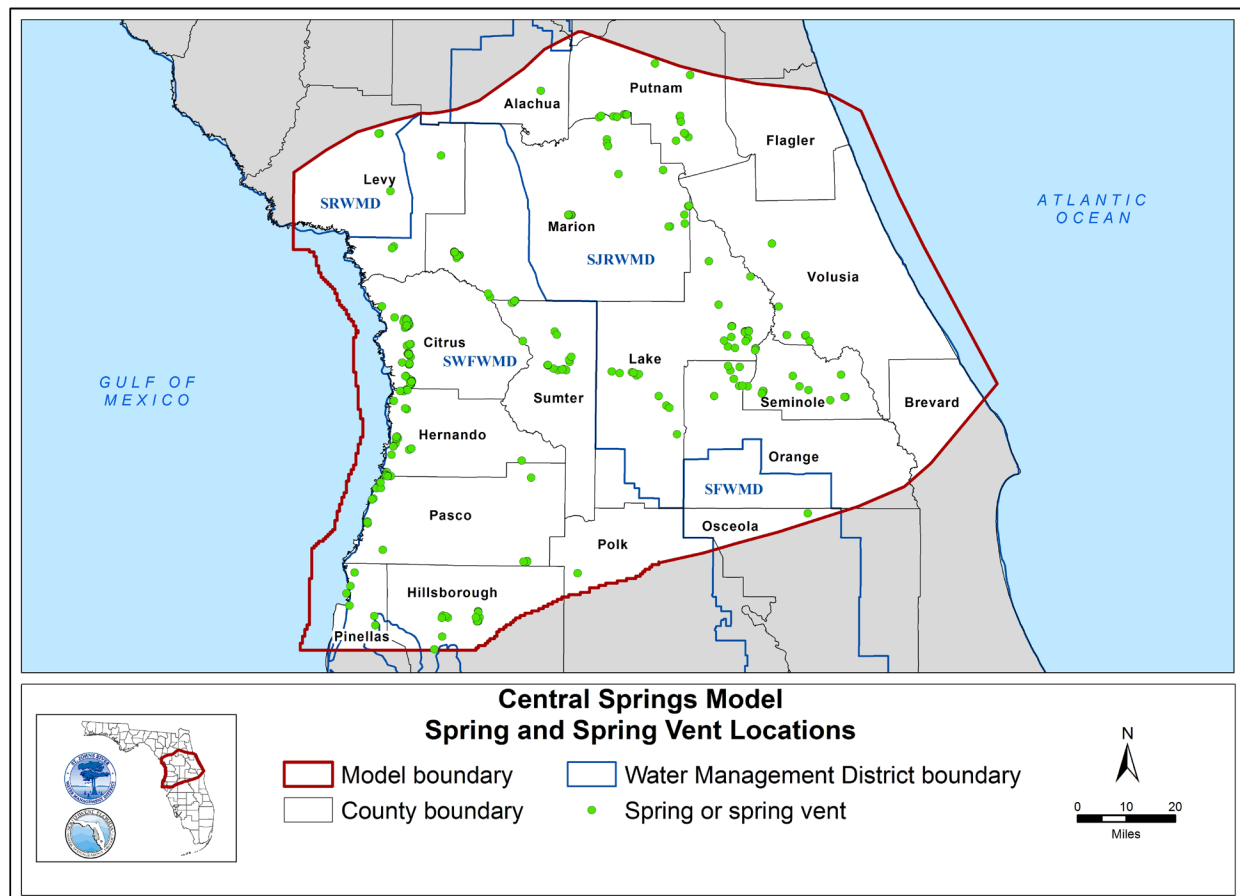 Putnam
Alachua
Flagler
Levy
SRWMD
ATLANTIC
OCEAN
Marion
SJRWMD
Volusia
Citrus
SWFWMD
Lake
GULF OF
MEXICO
Sumter
Seminole
Brevard
Hernando
Orange
SFWMD
Pasco
Osceola
Polk
Hillsborough
Pinellas
Central Springs Model
Spring and Spring Vent Locations
Model boundary
Water Management District boundary
County boundary
Spring or spring vent
N
0 10 20
Miles